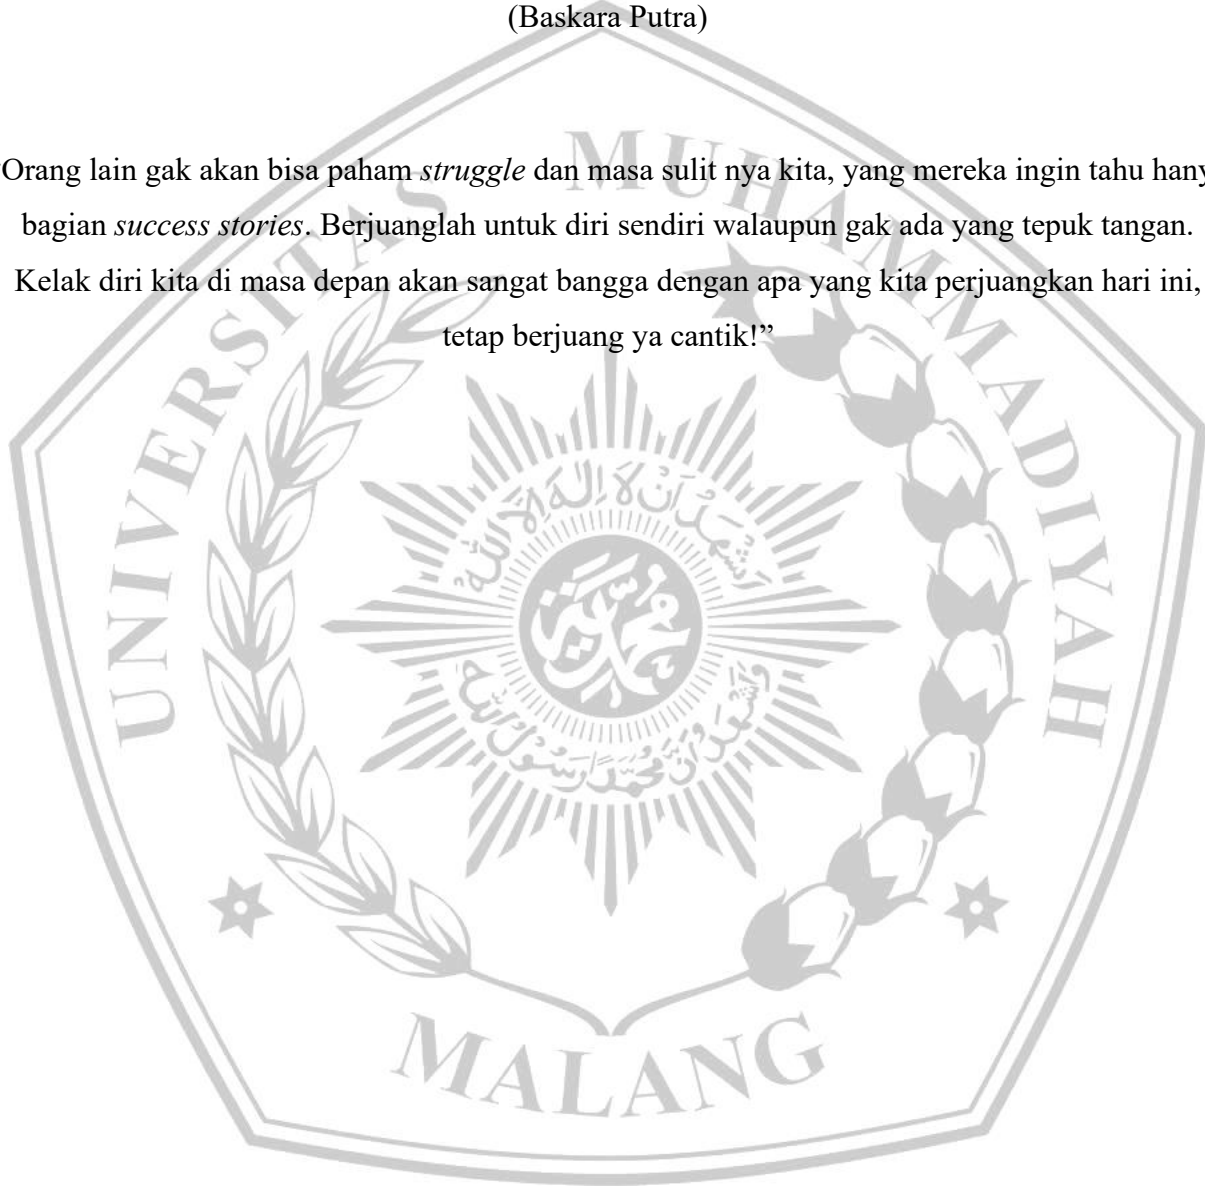 (Baskara Putra)
Orang lain gak akan bisa paham struggle dan masa sulit nya kita, yang mereka ingin tahu hany
bagian success stories. Berjuanglah untuk diri sendiri walaupun gak ada yang tepuk tangan.
Kelak diri kita di masa depan akan sangat bangga dengan apa yang kita perjuangkan hari ini,
tetap berjuang ya cantik!”
UNIVERSITAS MUHAMMADIYAH
MALANG